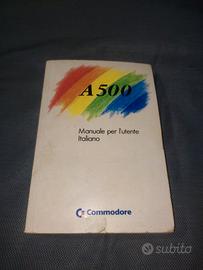 A500
Manuale per l'utente
Italiano
Commodore
subito